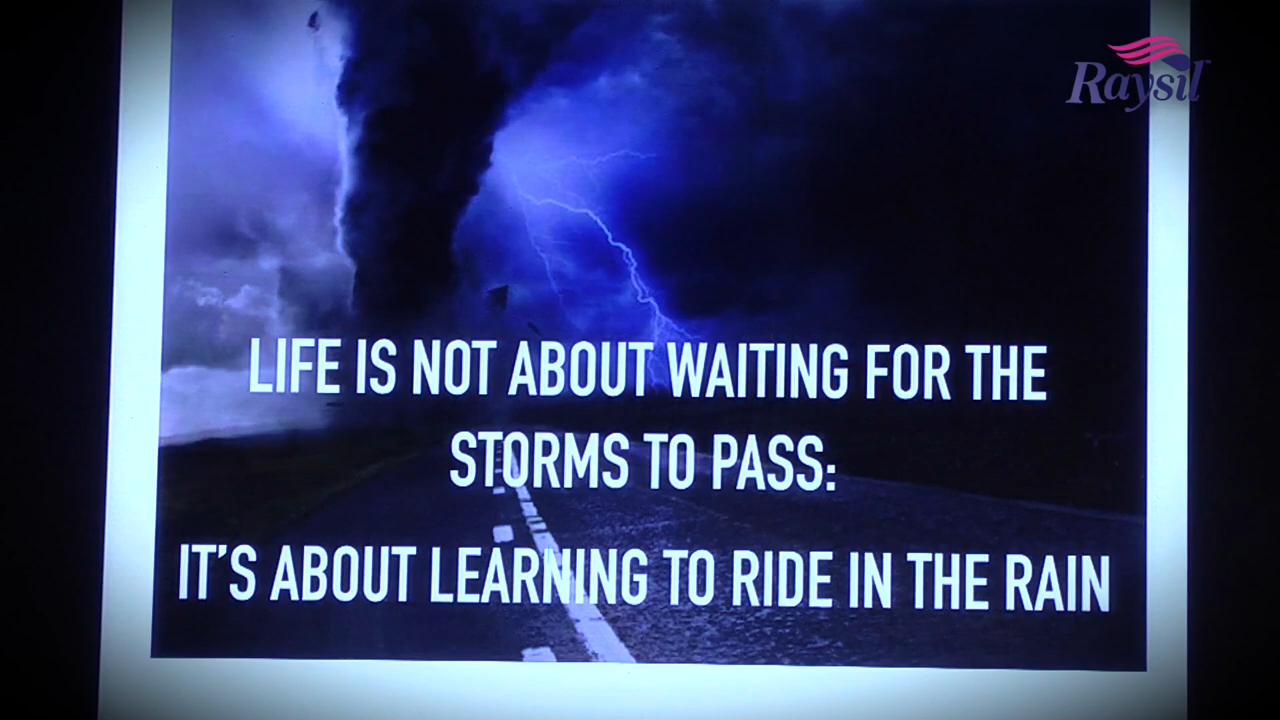 Raysil
LIFE IS NOT ABOUT WAITING FOR THE
STORMS TO PASS:
IT'S ABOUT LEARNING TO RIDE IN THE RAIN